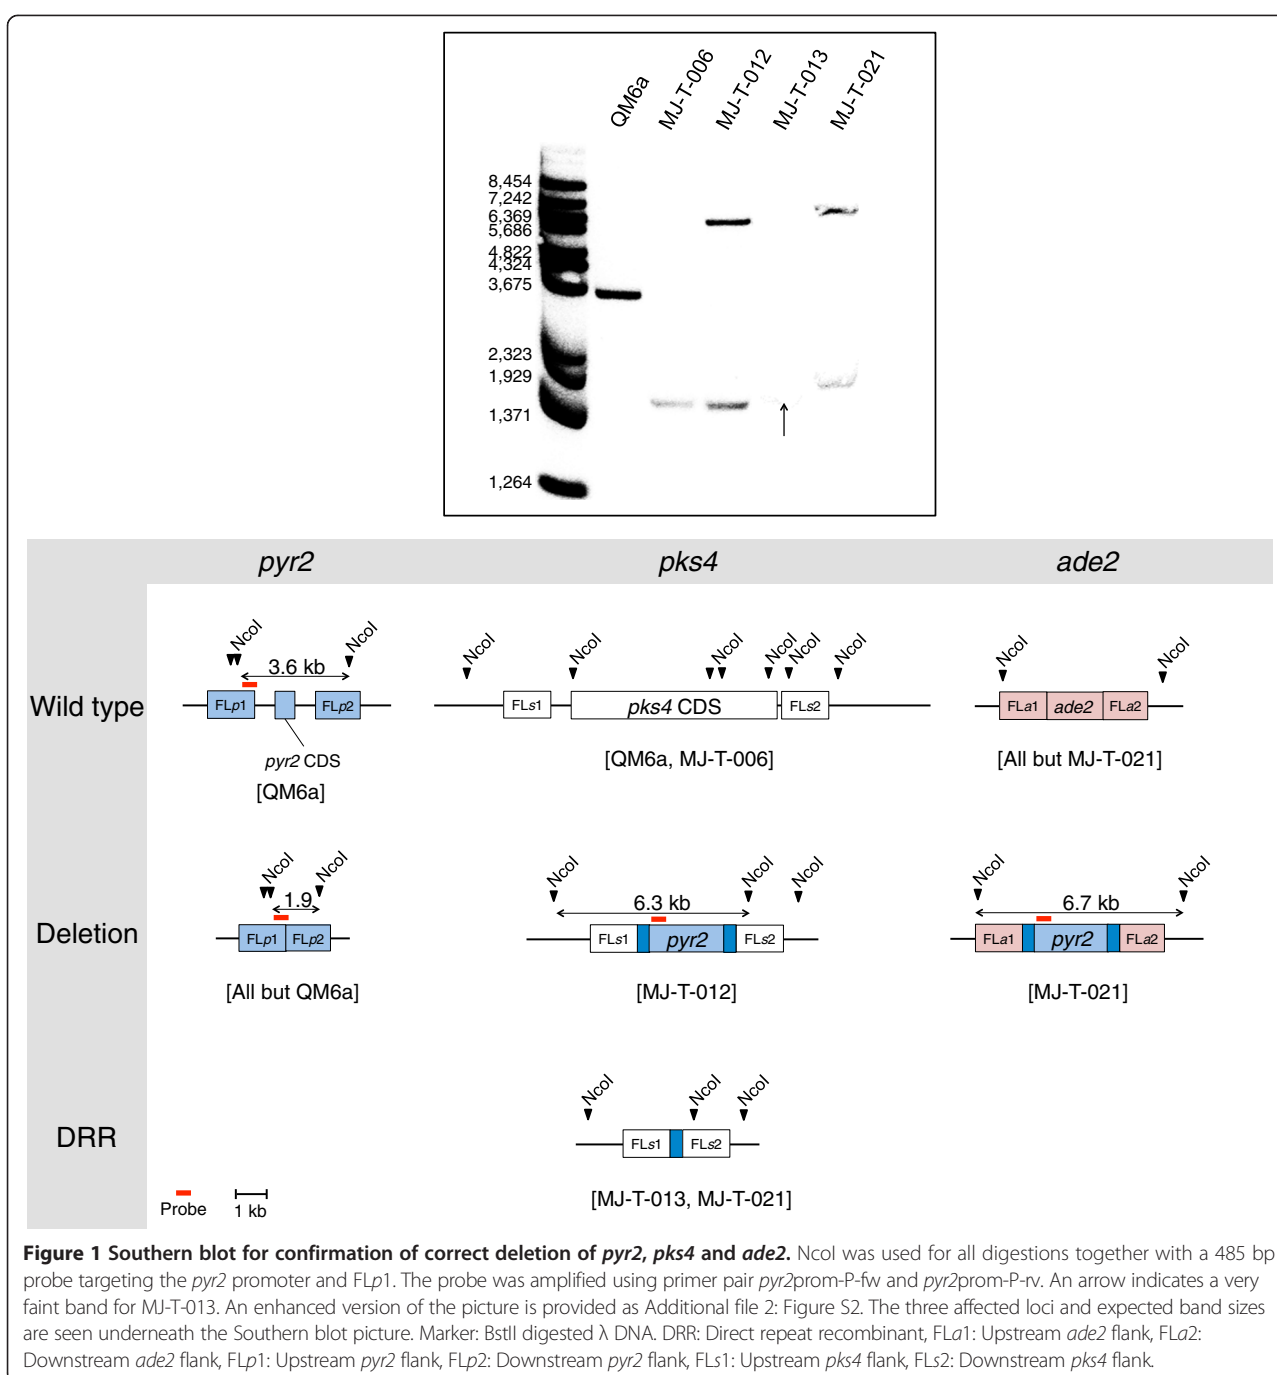 QM6a
MJ-T-006
MJ-T-012
MJ-T-013
MJ-T-021
8,454
7,242
6,369
5,686
4,822
4,324
3,675
2,323
1,929
1,371
1,264
pyr2
pks4
ade2
Wild type
NcoI
NcoI
3.6 kb
FLp1
FLp2
pyr2 CDS
[QM6a]
NcoI
NcoI
NcoI
NcoI
NcoI
NcoI
FLs1
pks4 CDS
FLs2
[QM6a, MJ-T-006]
NcoI
NcoI
FLa1
ade2
FLa2
[All but MJ-T-021]
Deletion
NcoI
NcoI
1.9
FLp1
FLp2
[All but QM6a]
NcoI
NcoI
NcoI
6.3 kb
FLs1
pyr2
FLs2
[MJ-T-012]
NcoI
NcoI
6.7 kb
FLa1
pyr2
FLa2
[MJ-T-021]
DRR
NcoI
NcoI
NcoI
FLs1
FLs2
[MJ-T-013, MJ-T-021]
Probe
1 kb
Figure 1 Southern blot for confirmation of correct deletion of pyr2, pks4 and ade2. NcoI was used for all digestions together with a 485 bp
probe targeting the pyr2 promoter and FLp1. The probe was amplified using primer pair pyr2prom-P-fw and pyr2prom-P-rv. An arrow indicates a very
faint band for MJ-T-013. An enhanced version of the picture is provided as Additional file 2: Figure S2. The three affected loci and expected band sizes
are seen underneath the Southern blot picture. Marker: BstII digested λ DNA. DRR: Direct repeat recombinant, FLa1: Upstream ade2 flank, FLa2:
Downstream ade2 flank, FLp1: Upstream pyr2 flank, FLp2: Downstream pyr2 flank, FLs1: Upstream pks4 flank, FLs2: Downstream pks4 flank.